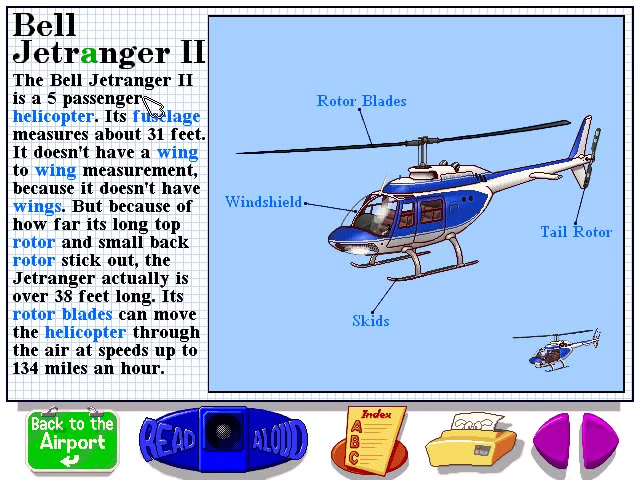 Bell
Jetranger II
The Bell Jetranger II
is a 5 passenger
helicopter. Its fuselage
measures about 31 feet.
It doesn't have a wing
to wing measurement,
because it doesn't have
wings. But because of
how far its long top
rotor and small back
rotor stick out, the
Jetranger actually is
over 38 feet long. Its
rotor blades can move
the helicopter through
the air at speeds up to
134 miles an hour.
Rotor Blades
Windshield
Tail Rotor
Skids
Back to the
Airport
READ ALOUD
Index
A
B
C